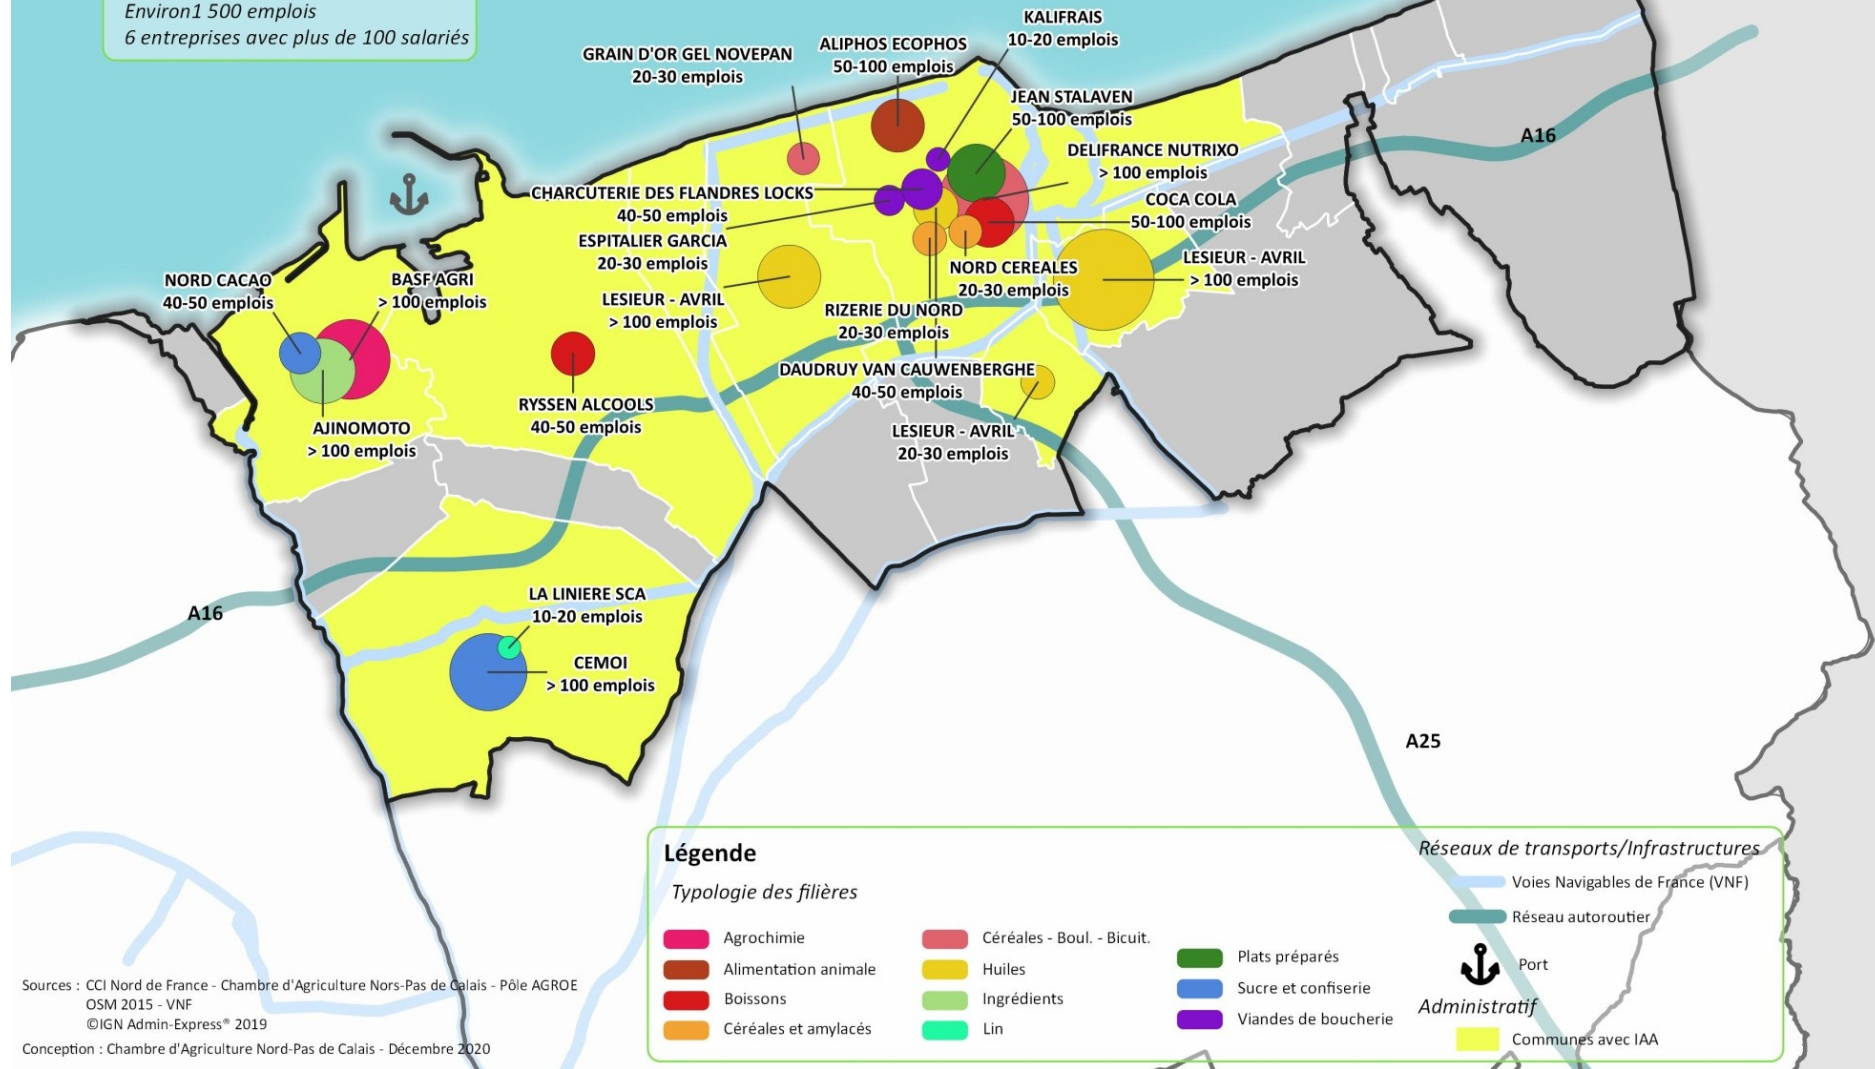 Environ1 500 emplois
6 entreprises avec plus de 100 salariés
KALIFRAIS
10-20 emplois
GRAIN D'OR GEL NOVEPAN
20-30 emplois
ALIPHOS ECOPHOS
50-100 emplois
JEAN STALAVEN
50-100 emplois
A16
DELIFRANCE NUTRIXO
> 100 emplois
CHARCUTERIE DES FLANDRES LOCKS
40-50 emplois
COCA COLA
50-100 emplois
ESPITALIER GARCIA
20-30 emplois
NORD CACAO
40-50 emplois
BASF AGRI
> 100 emplois
LESIEUR - AVRIL
> 100 emplois
NORD CEREALES
20-30 emplois
LESIEUR - AVRIL
> 100 emplois
RIZERIE DU NORD
20-30 emplois
DAUDRUY VAN CAUWENBERGHE
40-50 emplois
RYSSEN ALCOOLS
40-50 emplois
AJINOMOTO
> 100 emplois
LESIEUR - AVRIL
20-30 emplois
A16
LA LINIERE SCA
10-20 emplois
CEMOI
> 100 emplois
A25
Légende
Typologie des filières
Agrochimie
Alimentation animale
Boissons
Céréales et amylacés
Céréales - Boul. - Bicuit.
Huiles
Ingrédients
Lin
Plats préparés
Sucre et confiserie
Viandes de boucherie
Réseaux de transports/Infrastructures
Voies Navigables de France (VNF)
Réseau autoroutier
Port
Administratif
Communes avec IAA
Sources : CCI Nord de France - Chambre d'Agriculture Nors-Pas de Calais - Pôle AGROE
OSM 2015 - VNF
©IGN Admin-Express® 2019
Conception : Chambre d'Agriculture Nord-Pas de Calais - Décembre 2020